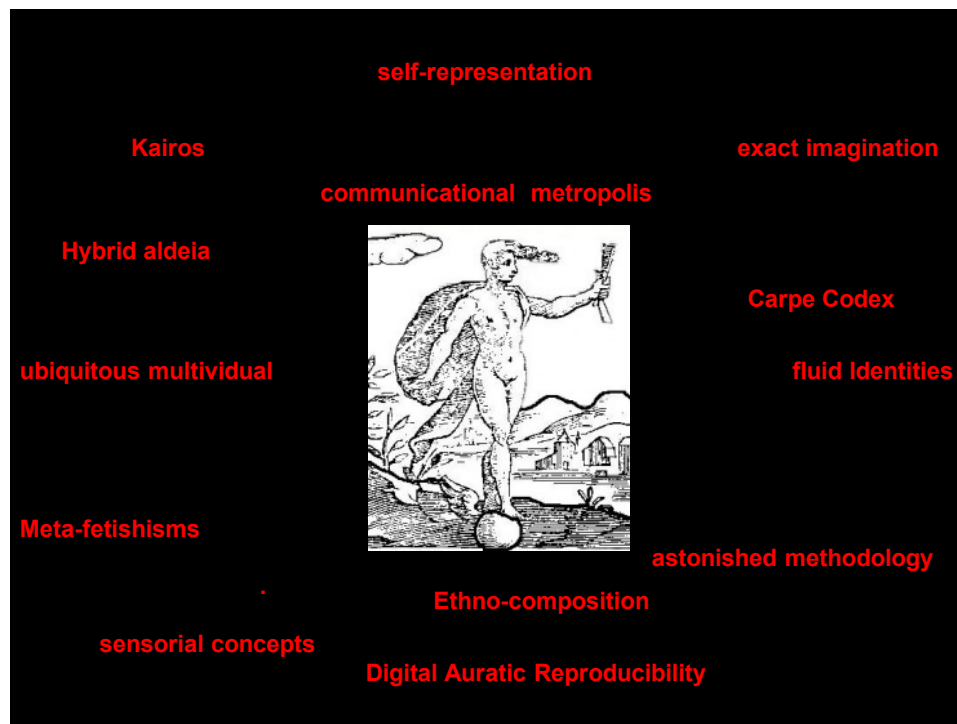 self-representation
Kairos
exact imagination
communicational  metropolis
Hybrid aldeia
Carpe Codex
ubiquitous multividual
fluid Identities
Meta-fetishisms
astonished methodology
.
Ethno-composition
sensorial concepts
Digital Auratic Reproducibility